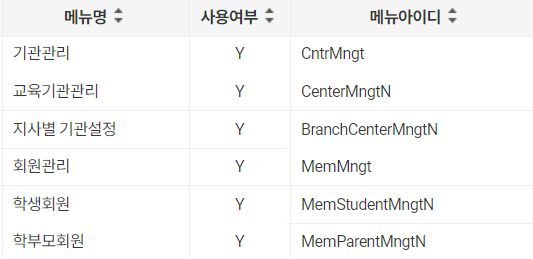 메뉴명 사용여부 메뉴아이디
기관관리 Y CntrMngt
교육기관관리 Y CenterMngtN
지사별 기관설정 Y BranchCenterMngtN
회원관리 Y MemMngt
학생회원 Y MemStudentMngtN
학부모회원 Y MemParentMngtN